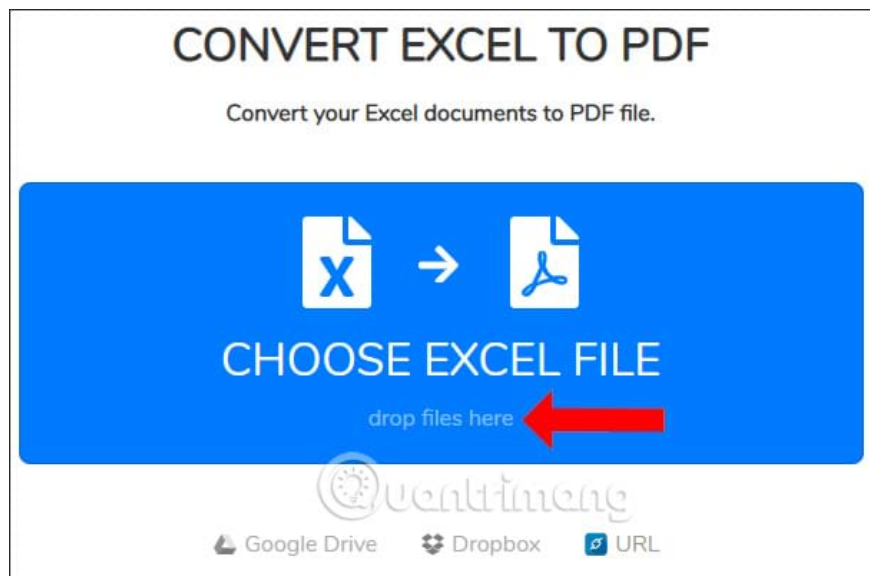 CONVERT EXCEL TO PDF
Convert your Excel documents to PDF file.
X
CHOOSE EXCEL FILE
drop files here
Quantrimang
Google Drive Dropbox URL